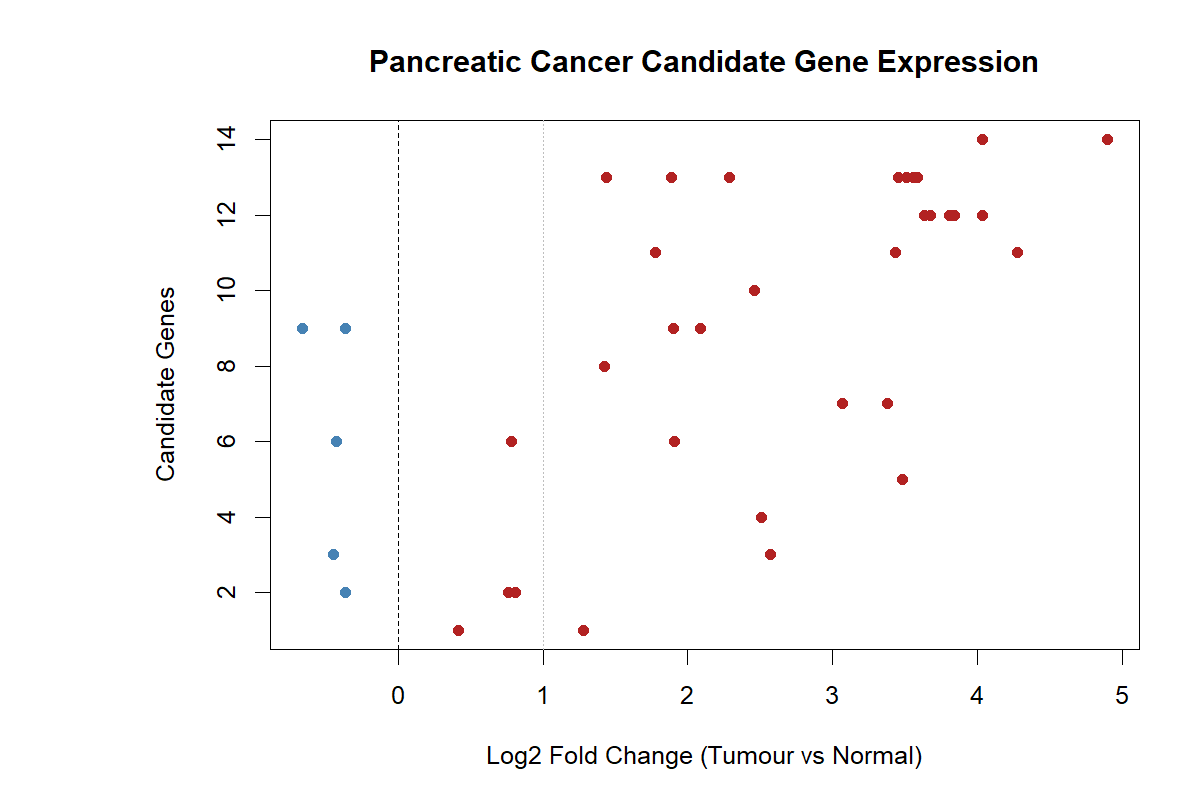 Pancreatic Cancer Candidate Gene Expression
Candidate Genes
14
12
10
8
6
4
2
0 1 2 3 4 5
Log2 Fold Change (Tumour vs Normal)